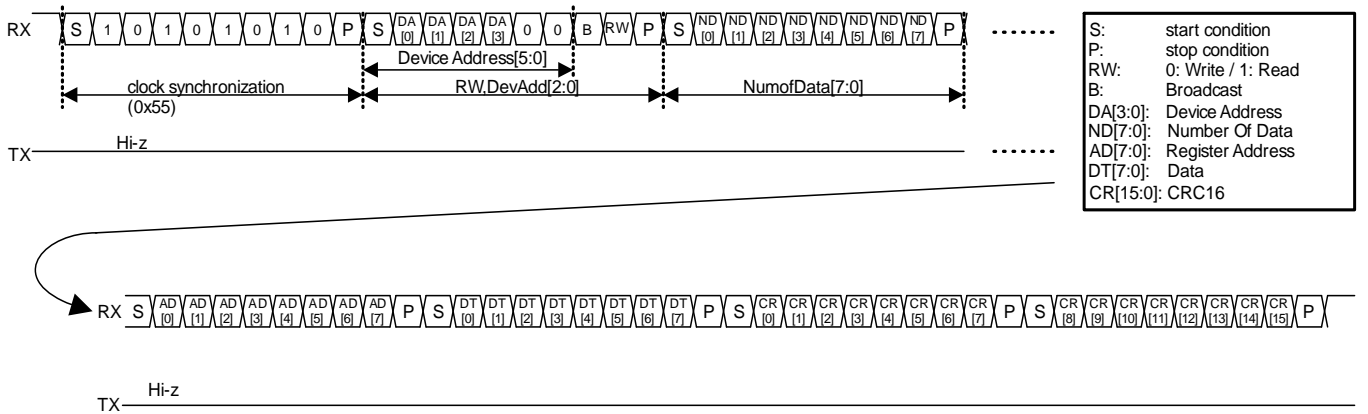 RX S 1 0 1 0 1 0 1 0 P S DA [0] DA [1] DA [2] DA [3] 0 0 B RW P S ND [0] ND [1] ND [2] ND [3] ND [4] ND [5] ND [6] ND [7] P
Device Address[5:0]
clock synchronization
(0x55)
RW,DevAdd[2:0]
NumofData[7:0]
TX Hi-z
S: start condition
P: stop condition
RW: 0: Write / 1: Read
B: Broadcast
DA[3:0]: Device Address
ND[7:0]: Number Of Data
AD[7:0]: Register Address
DT[7:0]: Data
CR[15:0]: CRC16
RX S AD [0] AD [1] AD [2] AD [3] AD [4] AD [5] AD [6] AD [7] P S DT [0] DT [1] DT [2] DT [3] DT [4] DT [5] DT [6] DT [7] P S CR [0] CR [1] CR [2] CR [3] CR [4] CR [5] CR [6] CR [7] P S CR [8] CR [9] CR [10] CR [11] CR [12] CR [13] CR [14] CR [15] P
TX Hi-z